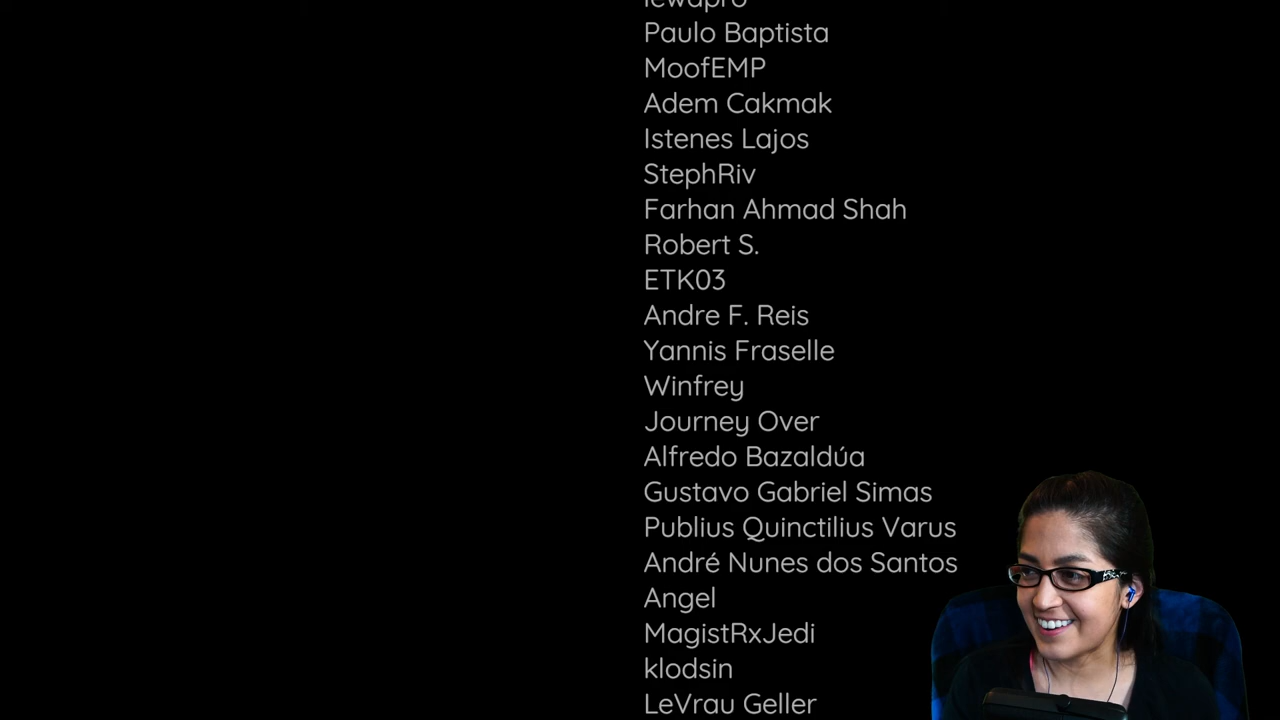 Paulo Baptista
MoofEMP
Adem Cakmak
Istenes Lajos
StephRiv
Farhan Ahmad Shah
Robert S.
ETK03
Andre F. Reis
Yannis Fraselle
Winfrey
Journey Over
Alfredo Bazaldúa
Gustavo Gabriel Simas
Publius Quinctilius Varus
André Nunes dos Santos
Angel
MagistRxJedi
klodsin
LeVrau Geller